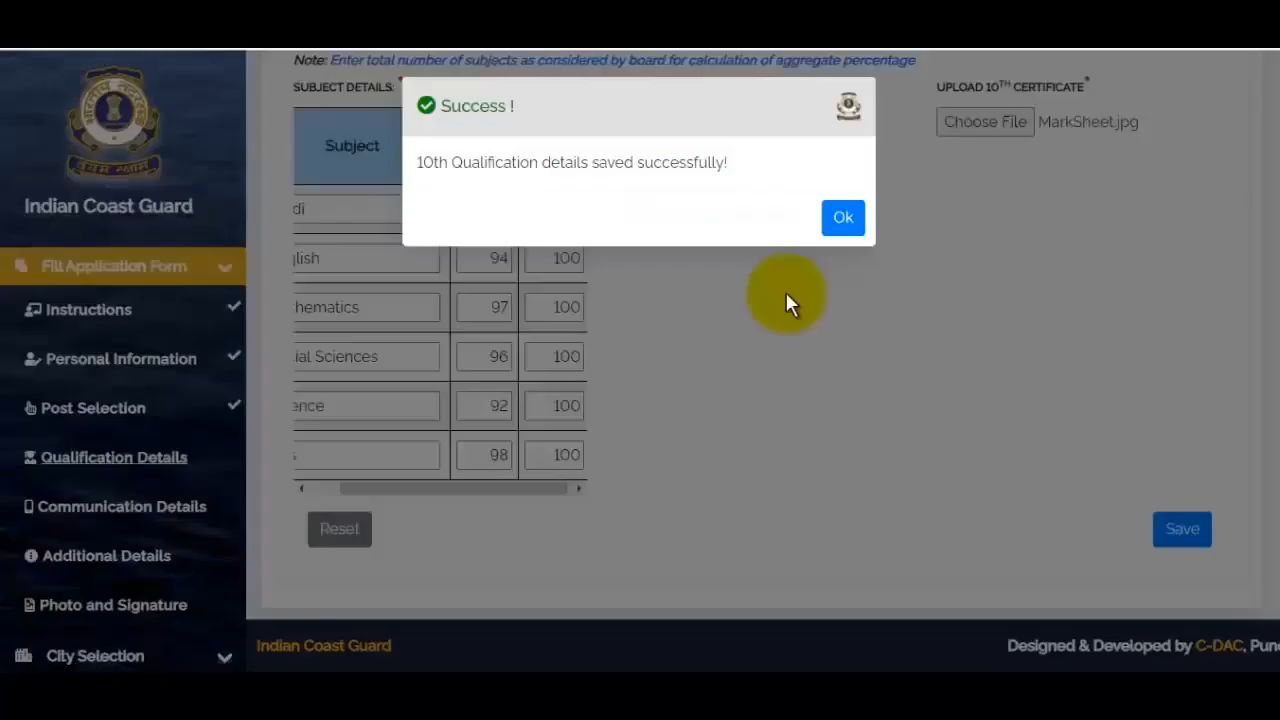 Note: Enter total number of subjects as considered by board for calculation of aggregate percentage
SUBJECT DETAILS: *
UPLOAD 10TH CERTIFICATE*
Success !
Choose File MarkSheet.jpg
Subject
10th Qualification details saved successfully!
Ok
di
glish 94 100
hematics 97 100
ial Sciences 96 100
ence 92 100
98 100
Reset
Save
Indian Coast Guard
Fill Application Form
Instructions
Personal Information
Post Selection
Qualification Details
Communication Details
Additional Details
Photo and Signature
City Selection
Indian Coast Guard
Designed & Developed by C-DAC, Pune